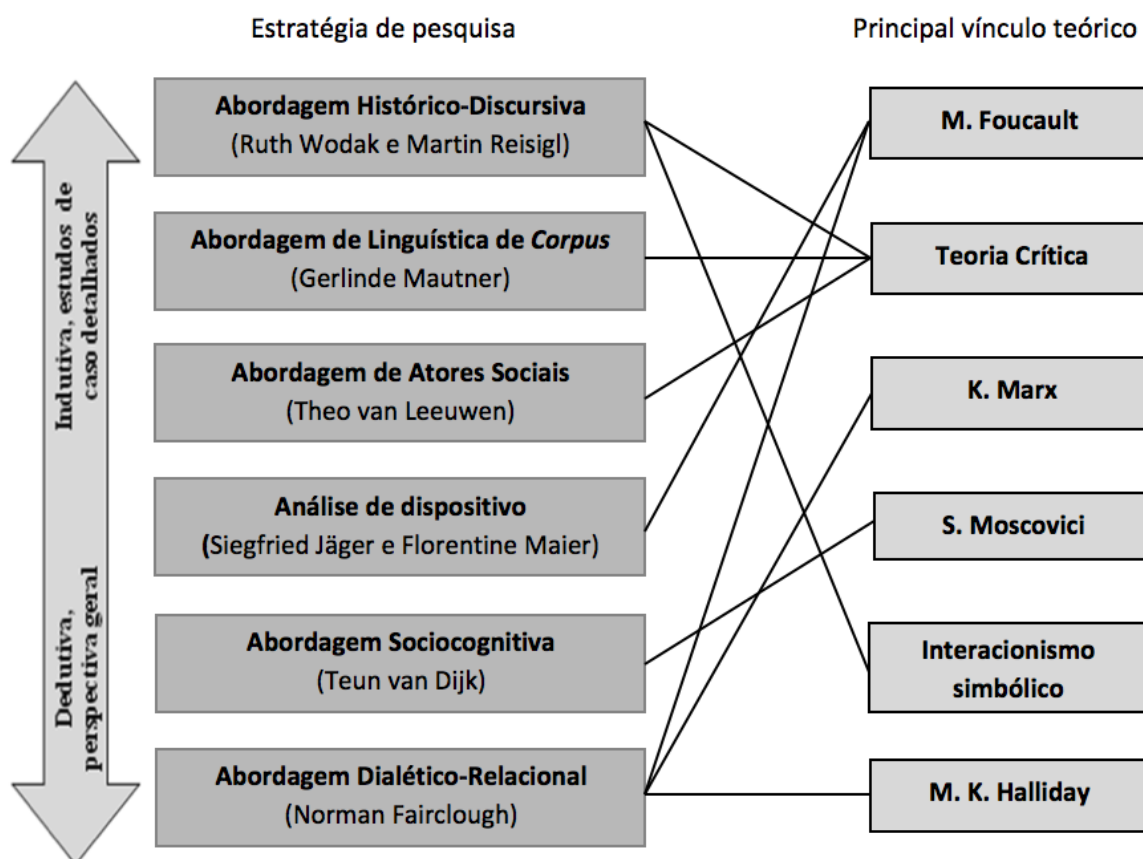 Estratégia de pesquisa
Principal vínculo teórico
Indutiva, estudos de
caso detalhados
Dedutiva,
perspectiva geral
Abordagem Histórico-Discursiva
(Ruth Wodak e Martin Reisigl)
Abordagem de Linguística de Corpus
(Gerlinde Mautner)
Abordagem de Atores Sociais
(Theo van Leeuwen)
Análise de dispositivo
(Siegfried Jäger e Florentine Maier)
Abordagem Sociocognitiva
(Teun van Dijk)
Abordagem Dialético-Relacional
(Norman Fairclough)
M. Foucault
Teoria Crítica
K. Marx
S. Moscovici
Interacionismo
simbólico
M. K. Halliday